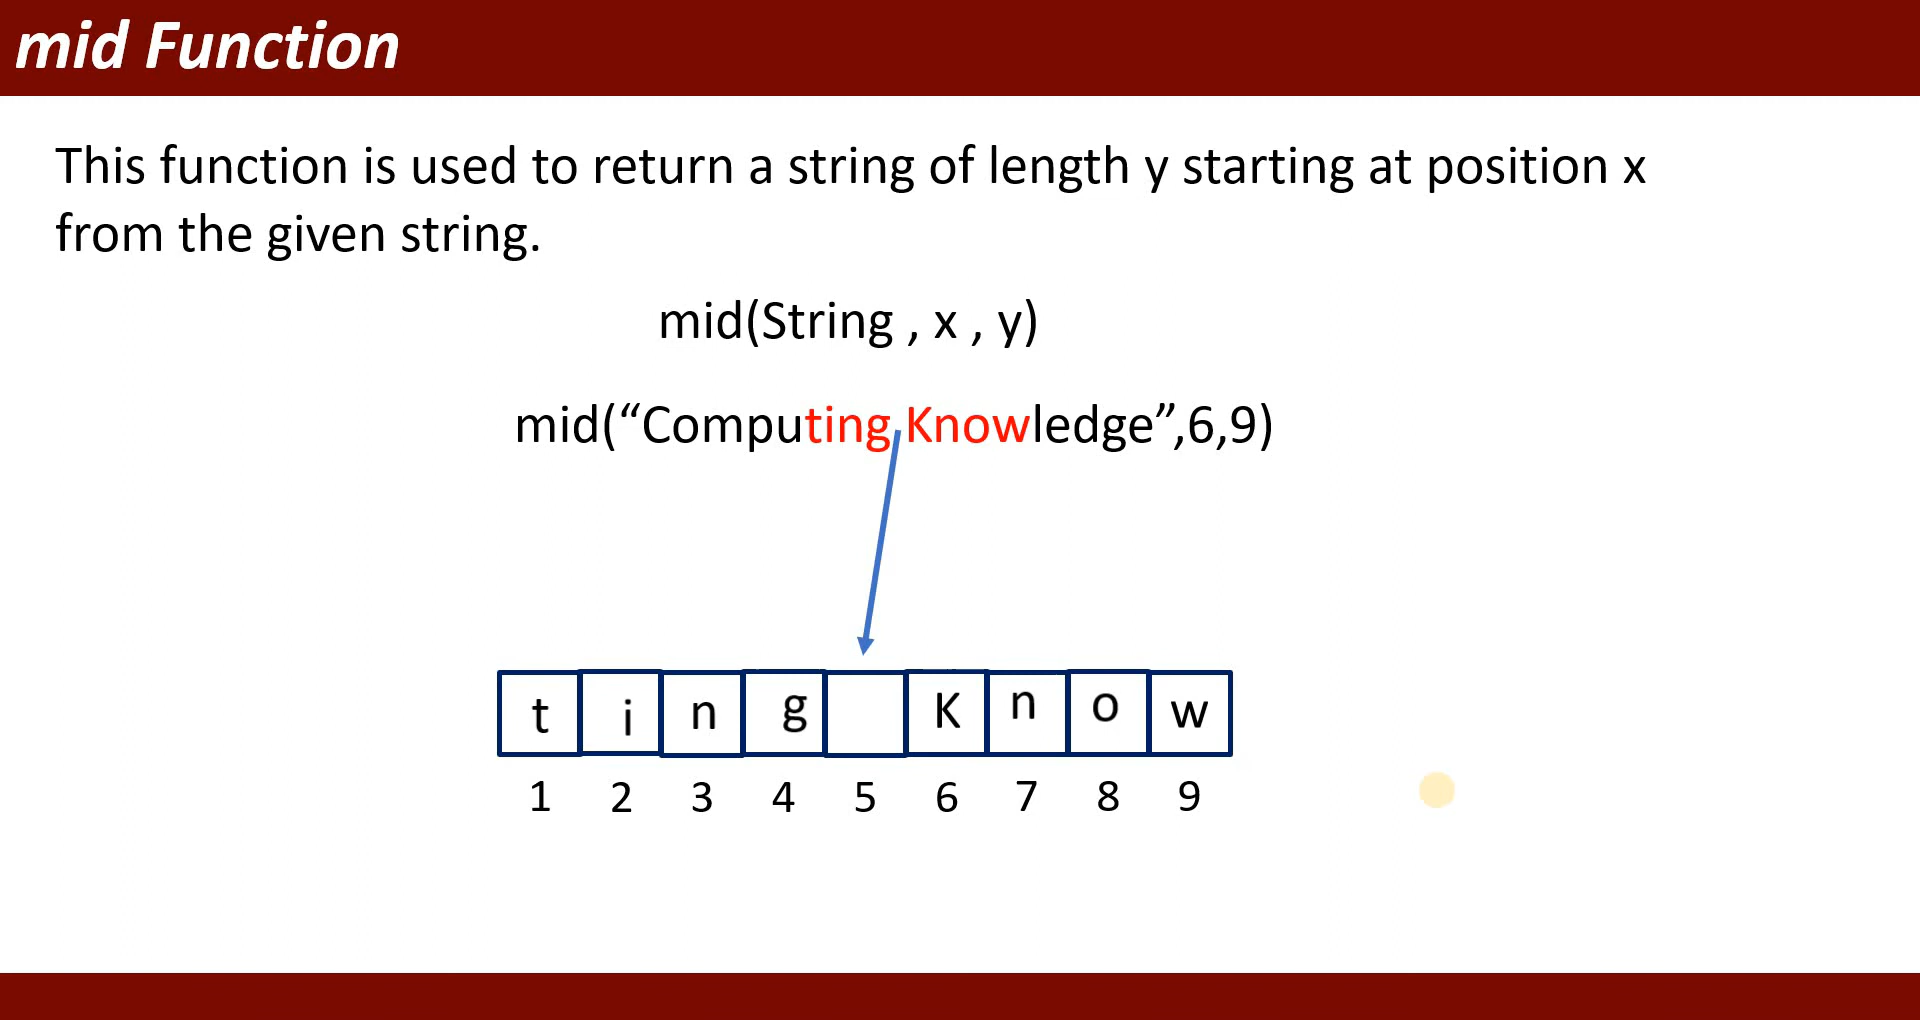 mid Function
This function is used to return a string of length y starting at position x
from the given string.
mid(String , x , y)
mid(“Computing Knowledge”,6,9)
t i n g K n o w
1 2 3 4 5 6 7 8 9